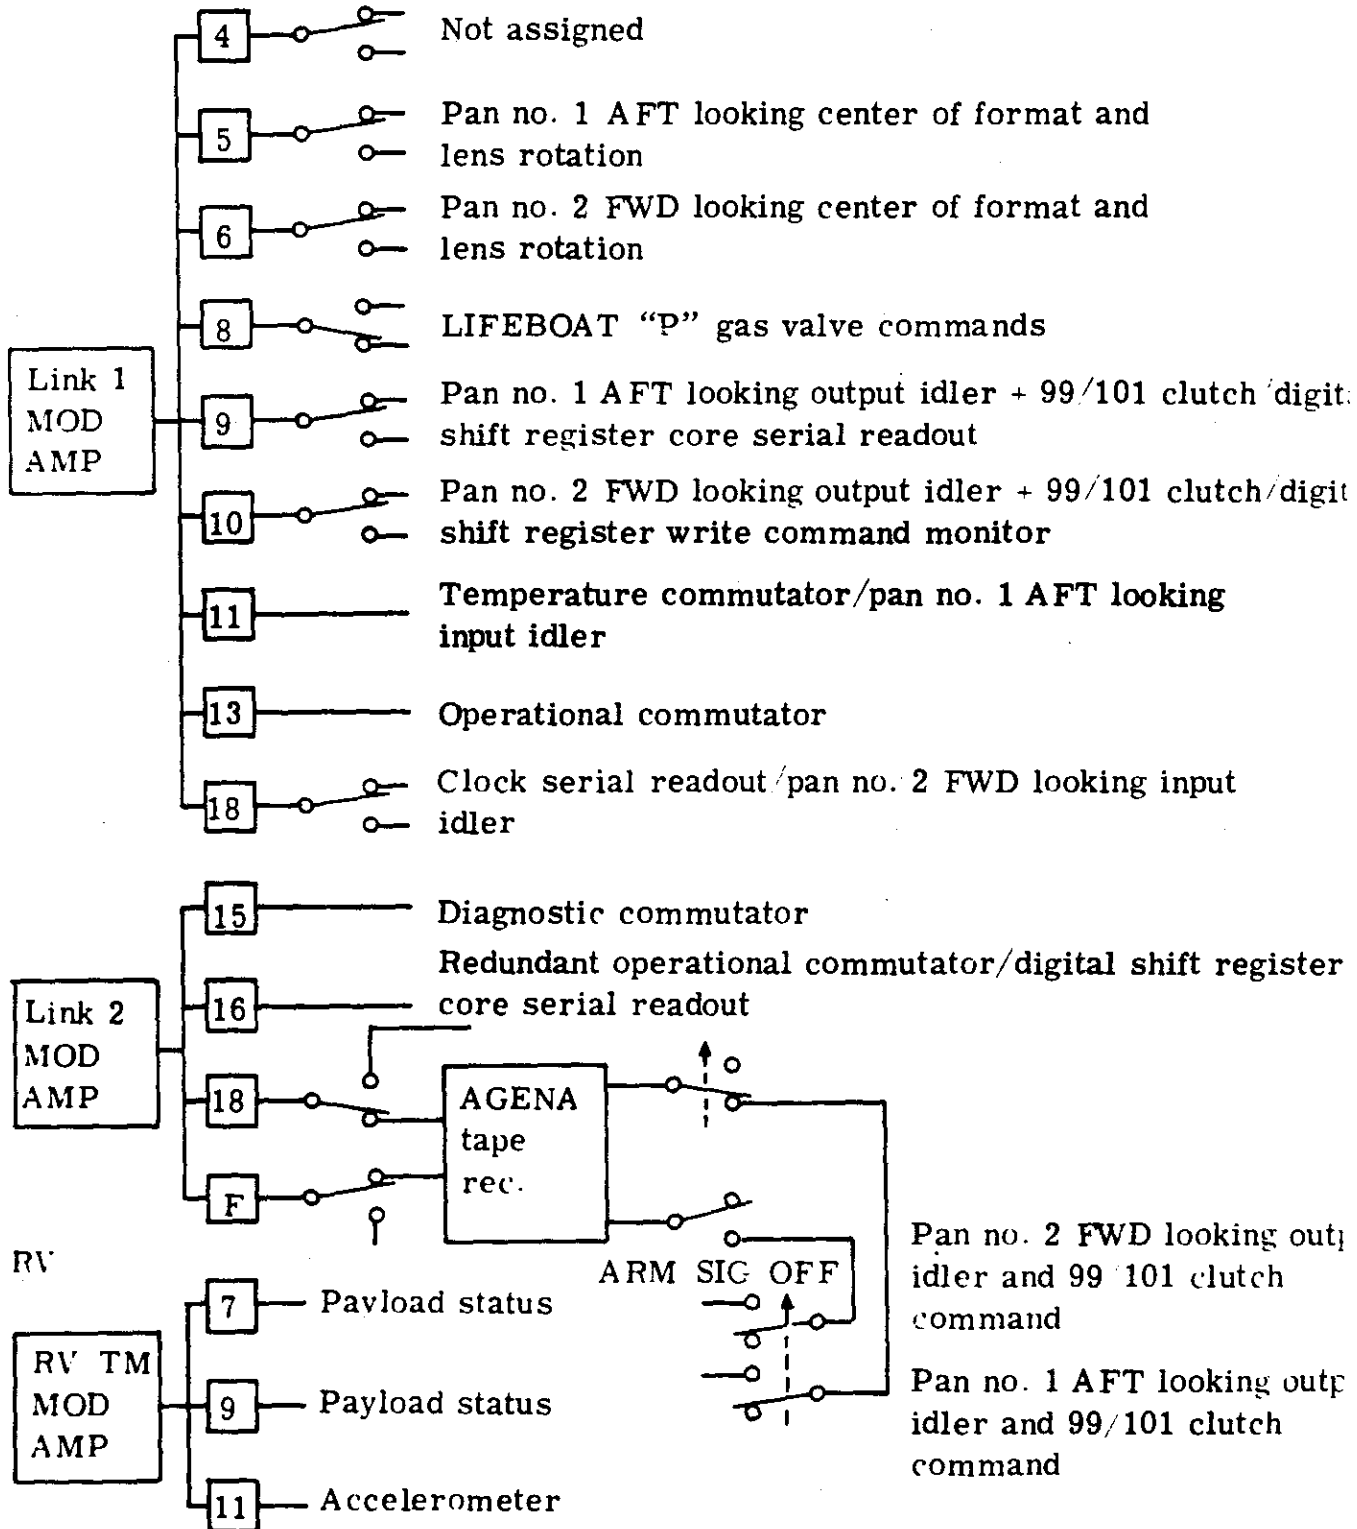 4 Not assigned
5 Pan no. 1 AFT looking center of format and
lens rotation
6 Pan no. 2 FWD looking center of format and
lens rotation
8 LIFEBOAT “P” gas valve commands
Link 1
MOD
AMP
9 Pan no. 1 AFT looking output idler + 99/101 clutch
shift register core serial readout
10 Pan no. 2 FWD looking output idler + 99/101 clutch/
shift register write command monitor
11 Temperature commutator/pan no. 1 AFT looking
input idler
13 Operational commutator
18 Clock serial readout/pan no. 2 FWD looking input
idler
15 Diagnostic commutator
Redundant operational commutator/digital shift register
16 core serial readout
Link 2
MOD
AMP
18
F
AGENA
tape
rec.
ARM SIG OFF
Pan no. 2 FWD looking
idler and 99 101 clutch
command
Pan no. 1 AFT looking
idler and 99/101 clutch
command
RV
RV TM
MOD
AMP
7 Payload status
9 Payload status
11 Accelerometer